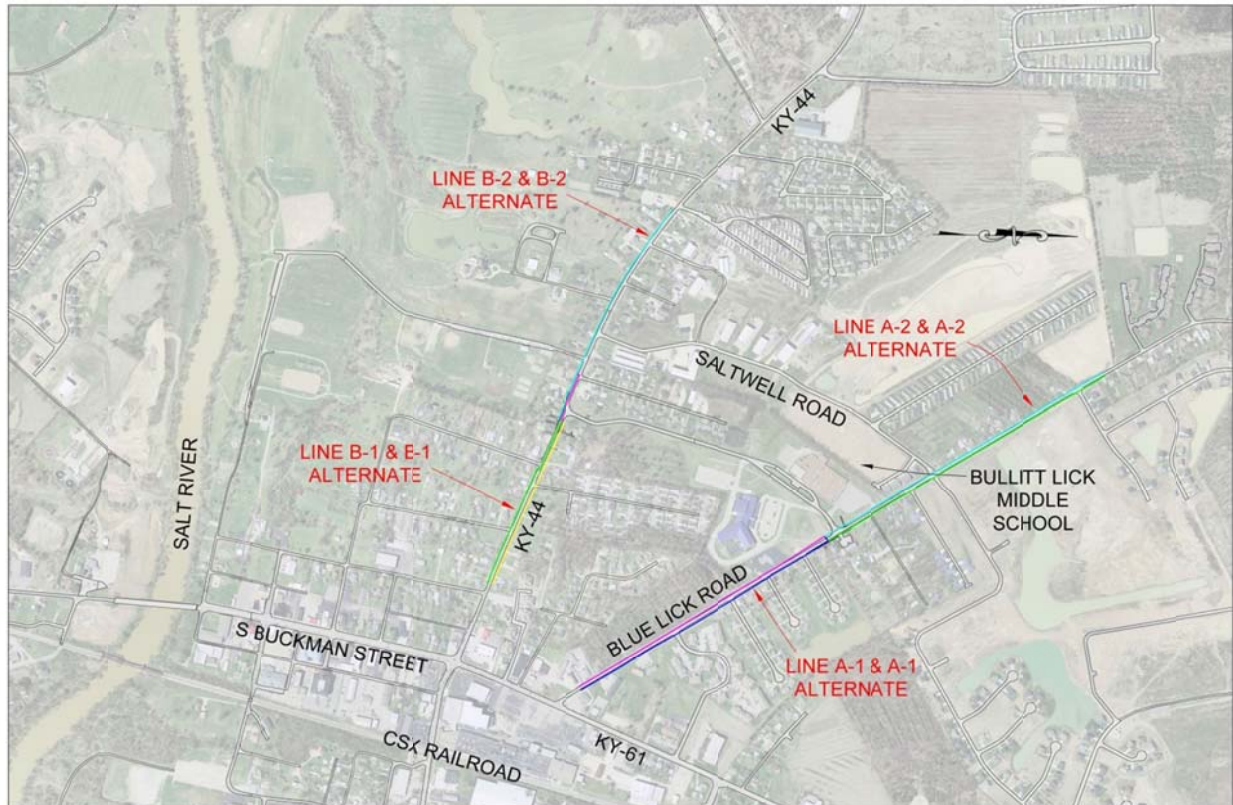 KY-44
LINE B-2 & B-2
ALTERNATE
LINE A-2 & A-2
ALTERNATE
SALTWELL ROAD
SALT RIVER
LINE B-1 & B-1
ALTERNATE
KY-44
BULLITT LICK
MIDDLE
SCHOOL
BLUE LICK ROAD
S BUCKMAN STREET
LINE A-1 & A-1
ALTERNATE
KY-61
CSX RAILROAD